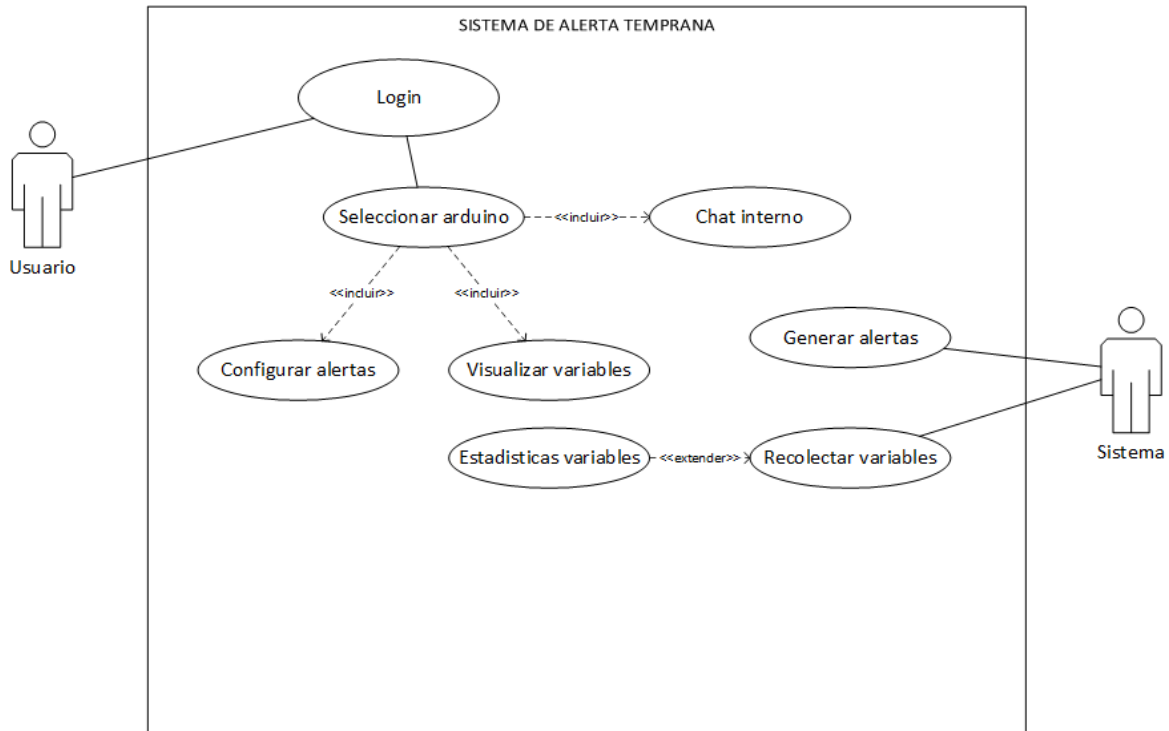 SISTEMA DE ALERTA TEMPRANA
Login
Usuario
Seleccionar arduino
<<incluir>>
Chat interno
<<incluir>>
<<incluir>>
Configurar alertas
Visualizar variables
Generar alertas
Sistema
Estadisticas variables
<<extender>>
Recolectar variables